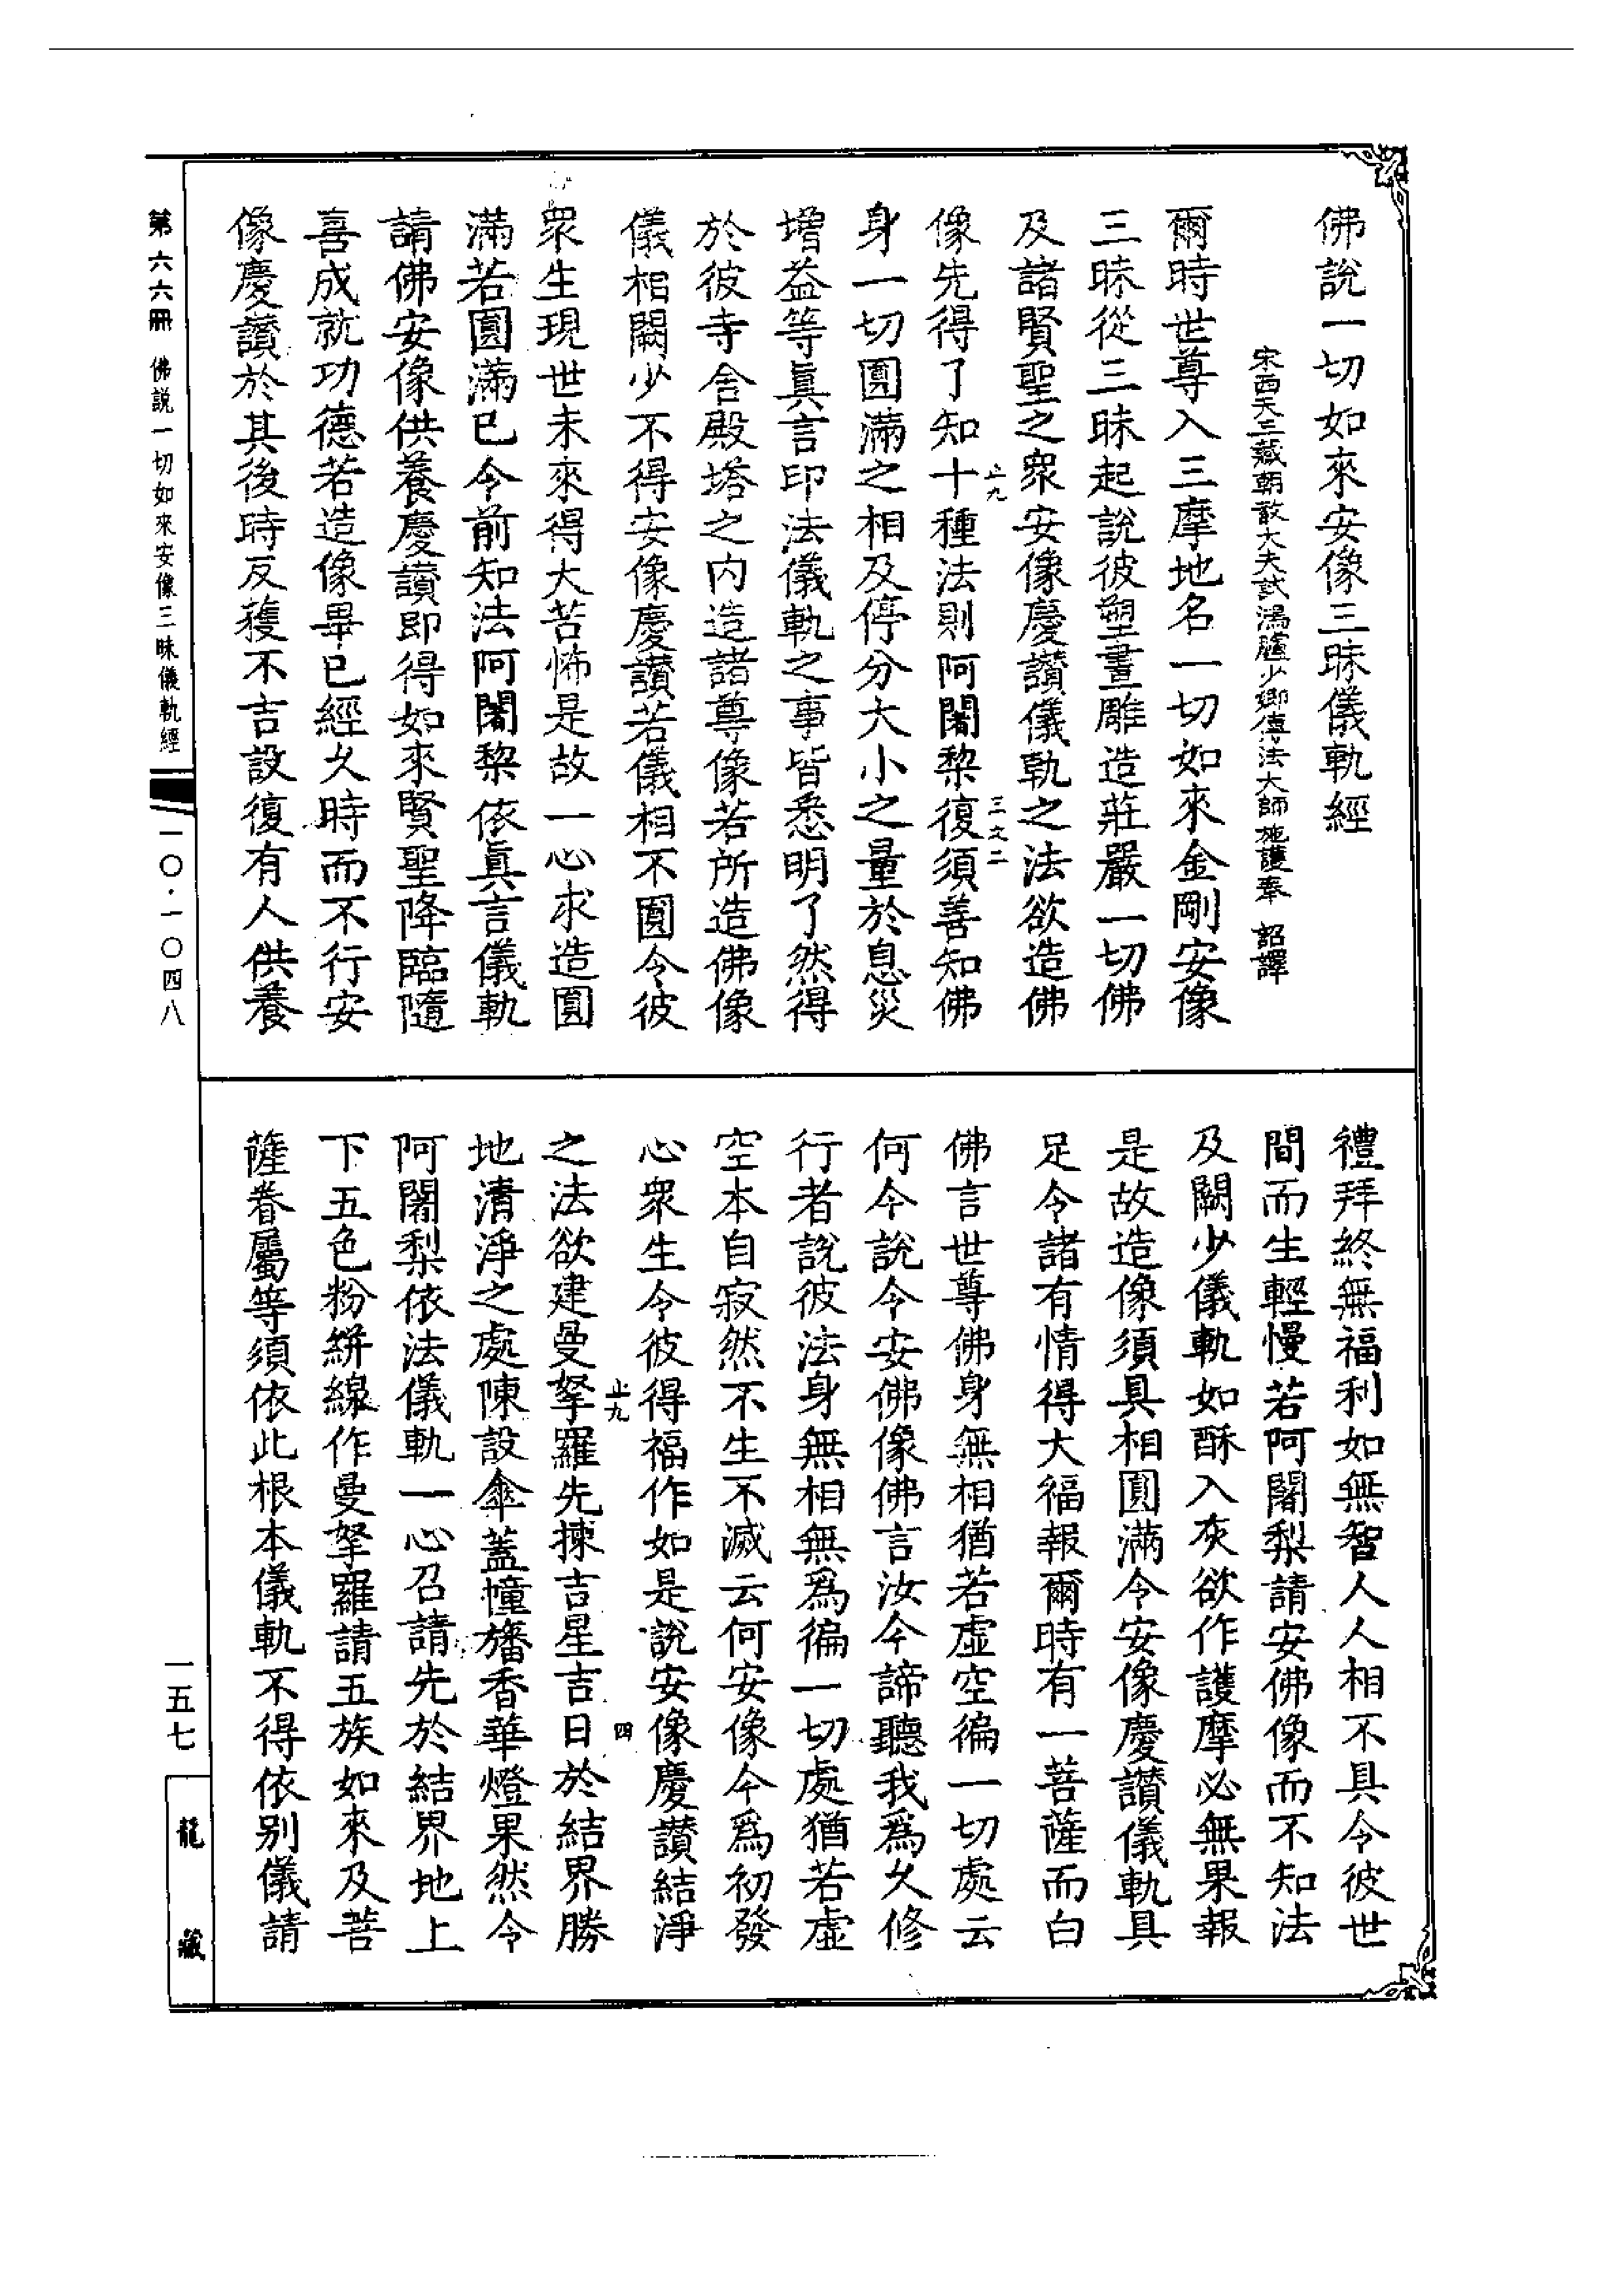 佛說一切如來安像三昧儀軌經
宋西天三藏朝散大夫試鴻臚少卿傳法大師施護奉 詔譯
爾時世尊入三摩地名一切如來金剛安像
三昧從三昧起說彼塑畫雕造莊嚴一切佛
及諸賢聖之衆安像慶讚儀軌之法欲造佛
像先得了知十種法則阿闍梨復須善知佛
止九
三文二
身一切圓滿之相及停分大小之量於息災
增益等眞言印法儀軌之事皆悉明了然得
於彼寺舍殿塔之內造諸尊像若所造佛像
儀相闕少不得安像慶讚若儀相不圓令彼
衆生現世未來得大苦怖是故一心求造圓
滿若圓滿已令前知法阿闍梨依眞言儀軌
請佛安像供養慶讚即得如來賢聖降臨隨
喜成就功德若造像畢已經久時而不行安
像慶讚於其後時反獲不吉設復有人供養
禮拜終無福利如無智人人相不具令彼世
間而生輕慢若阿闍梨請安佛像而不知法
及闕少儀軌如酥入灰欲作護摩必無果報
是故造像須具相圓滿令安像慶讚儀軌具
足令諸有情得大福報爾時有一菩薩而白
佛言世尊佛身無相猶若虛空徧一切處云
何今說令安佛像佛言汝今諦聽我爲久修
行者說彼法身無相無爲徧一切處猶若虛
空本自寂然不生不滅云何安像今爲初發
心衆生令彼得福作如是說安像慶讚結淨
止九
四
之法欲建曼拏羅先揀吉星吉日於結界勝
地清淨之處陳設傘蓋幢旛香華燈果然令
阿闍梨依法儀軌一心召請先於結界地上
下五色粉絣線作曼拏羅請五族如來及菩
薩眷屬等須依此根本儀軌不得依別儀請
第六六冊 佛説一切如來安像三昧儀軌經
一〇·一〇四八
一五七
龍藏